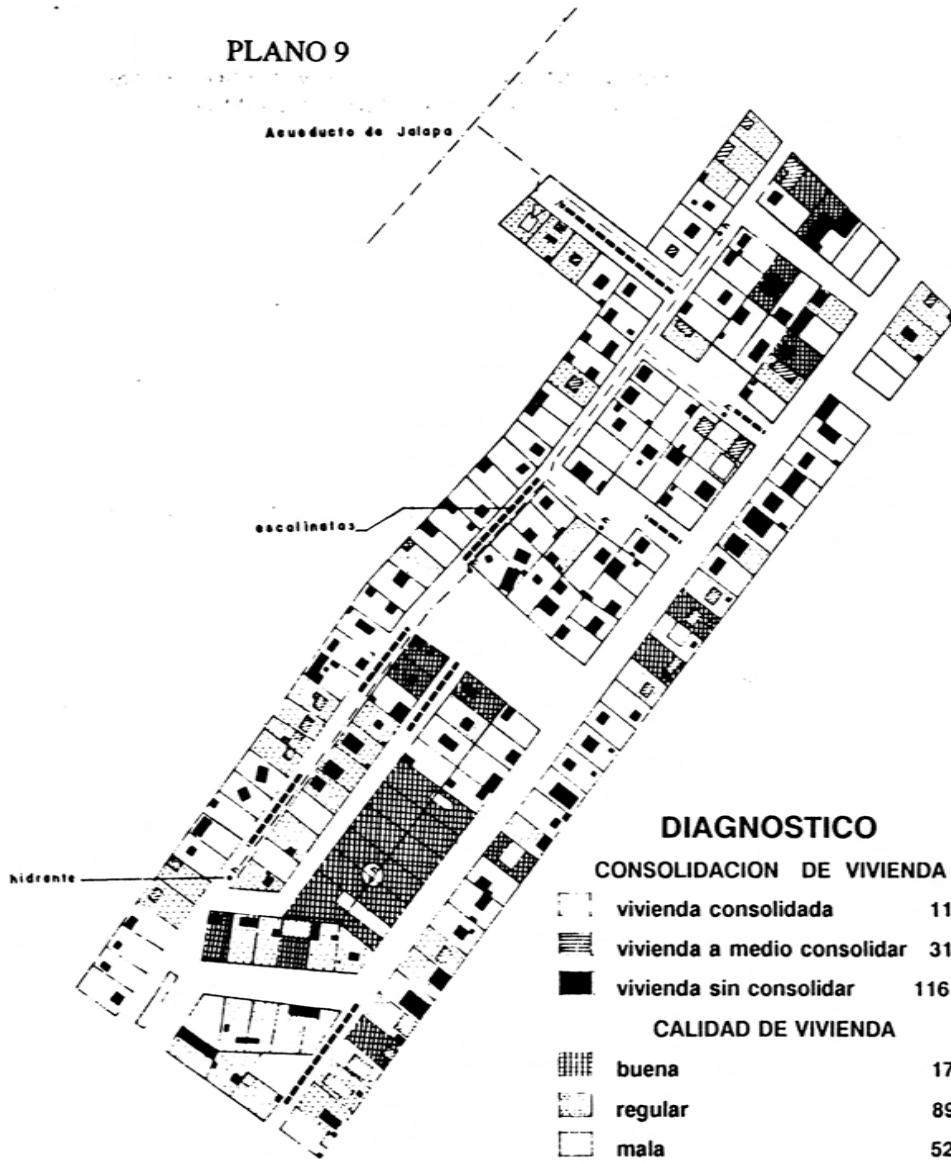 PLANO 9
Acueducto de Jalapa
escalinatas
hidrante
DIAGNOSTICO
CONSOLIDACION DE VIVIENDA
vivienda consolidada 11
vivienda a medio consolidar 31
vivienda sin consolidar 116
CALIDAD DE VIVIENDA
buena 17
regular 89
mala 52